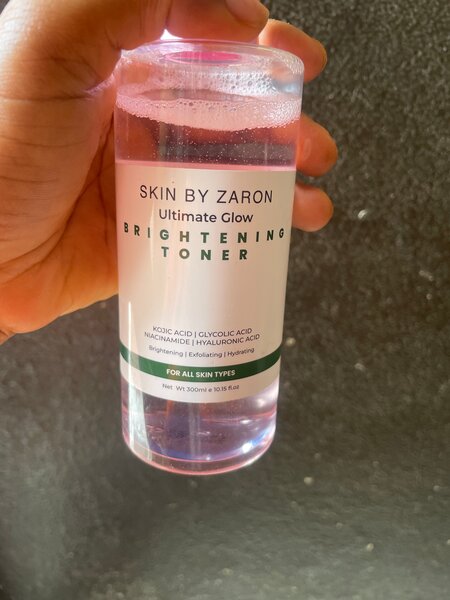 SKIN BY ZARON
Ultimate Glow
BRIGHTENING
TONER
KOJIC ACID | GLYCOLIC ACID
NIACINAMIDE | HYALURONIC ACID
Brightening | Exfoliating | Hydrating
FOR ALL SKIN TYPES
Net Wt 300ml e 10.15 fl.oz